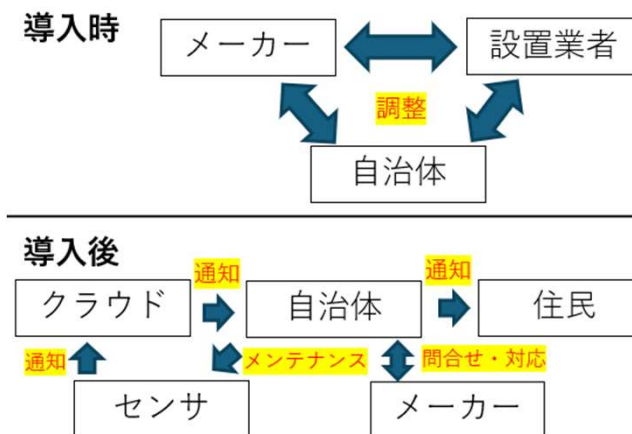 導入時
メーカー
設置業者
調整
自治体
導入後
通知
通知
クラウド
自治体
住民
通知
メンテナンス
問合せ・対応
センサ
メーカー